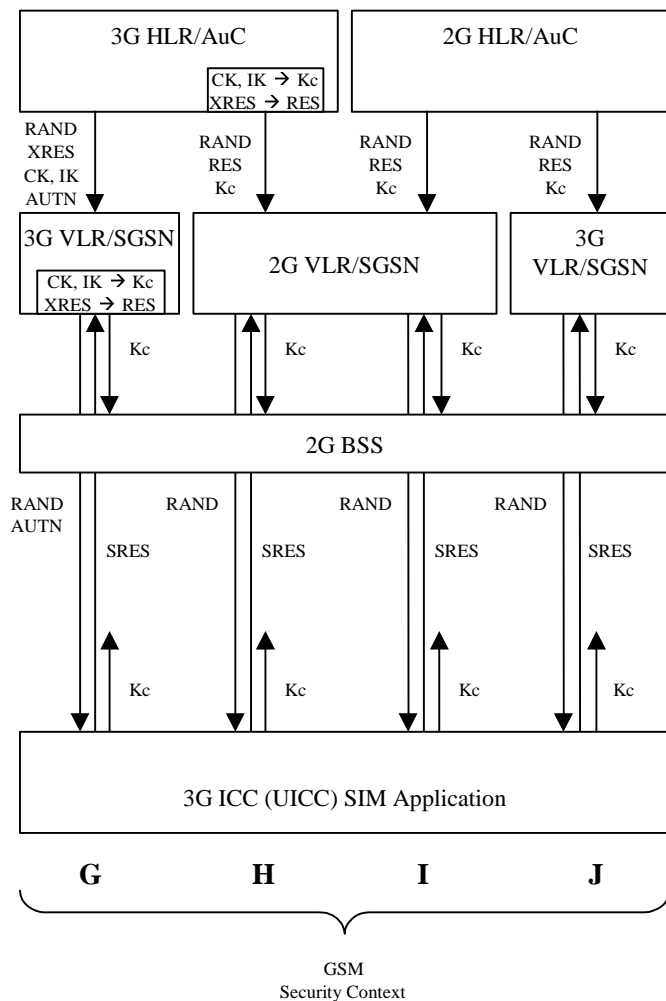 3G HLR/AuC
2G HLR/AuC
CK, IK → Kc
XRES → RES
RAND
XRES
CK, IK
AUTN
RAND
RES
Kc
RAND
RES
Kc
RAND
RES
Kc
3G VLR/SGSN
CK, IK → Kc
XRES → RES
2G VLR/SGSN
3G
VLR/SGSN
Kc
Kc
Kc
Kc
2G BSS
RAND
AUTN
RAND
RAND
RAND
SRES
SRES
SRES
SRES
Kc
Kc
Kc
Kc
3G ICC (UICC) SIM Application
G
H
I
J
GSM
Security Context